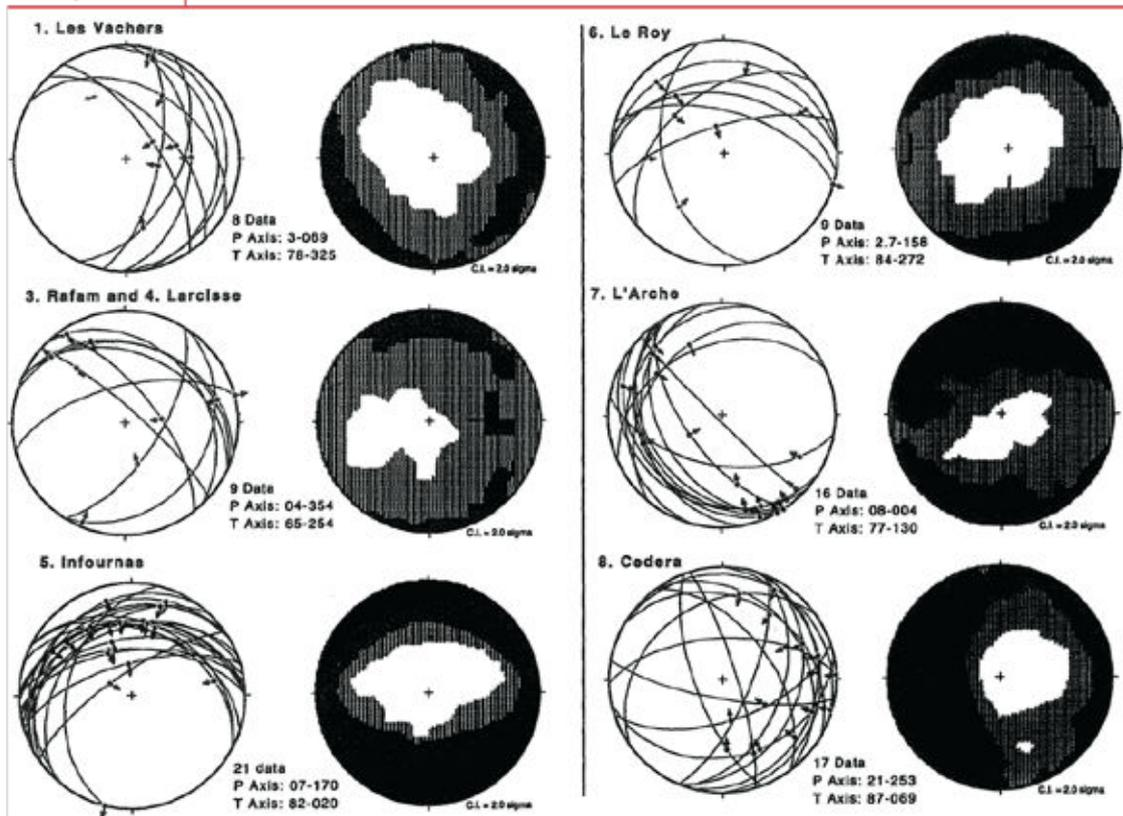 1. Les Vachers
8 Data
P Axis: 3-069
T Axis: 78-325
C.I. = 2.0 sigma
3. Rafam and 4. Larcisse
9 Data
P Axis: 04-354
T Axis: 65-254
C.I. = 2.0 sigma
5. Infournas
21 data
P Axis: 07-170
T Axis: 82-020
C.I. = 2.0 sigma
6. Le Roy
9 Data
P Axis: 2.7-158
T Axis: 84-272
C.I. = 2.0 sigma
7. L'Arche
16 Data
P Axis: 08-004
T Axis: 77-130
C.I. = 2.0 sigma
8. Cedera
17 Data
P Axis: 21-253
T Axis: 87-069
C.I. = 2.0 sigma